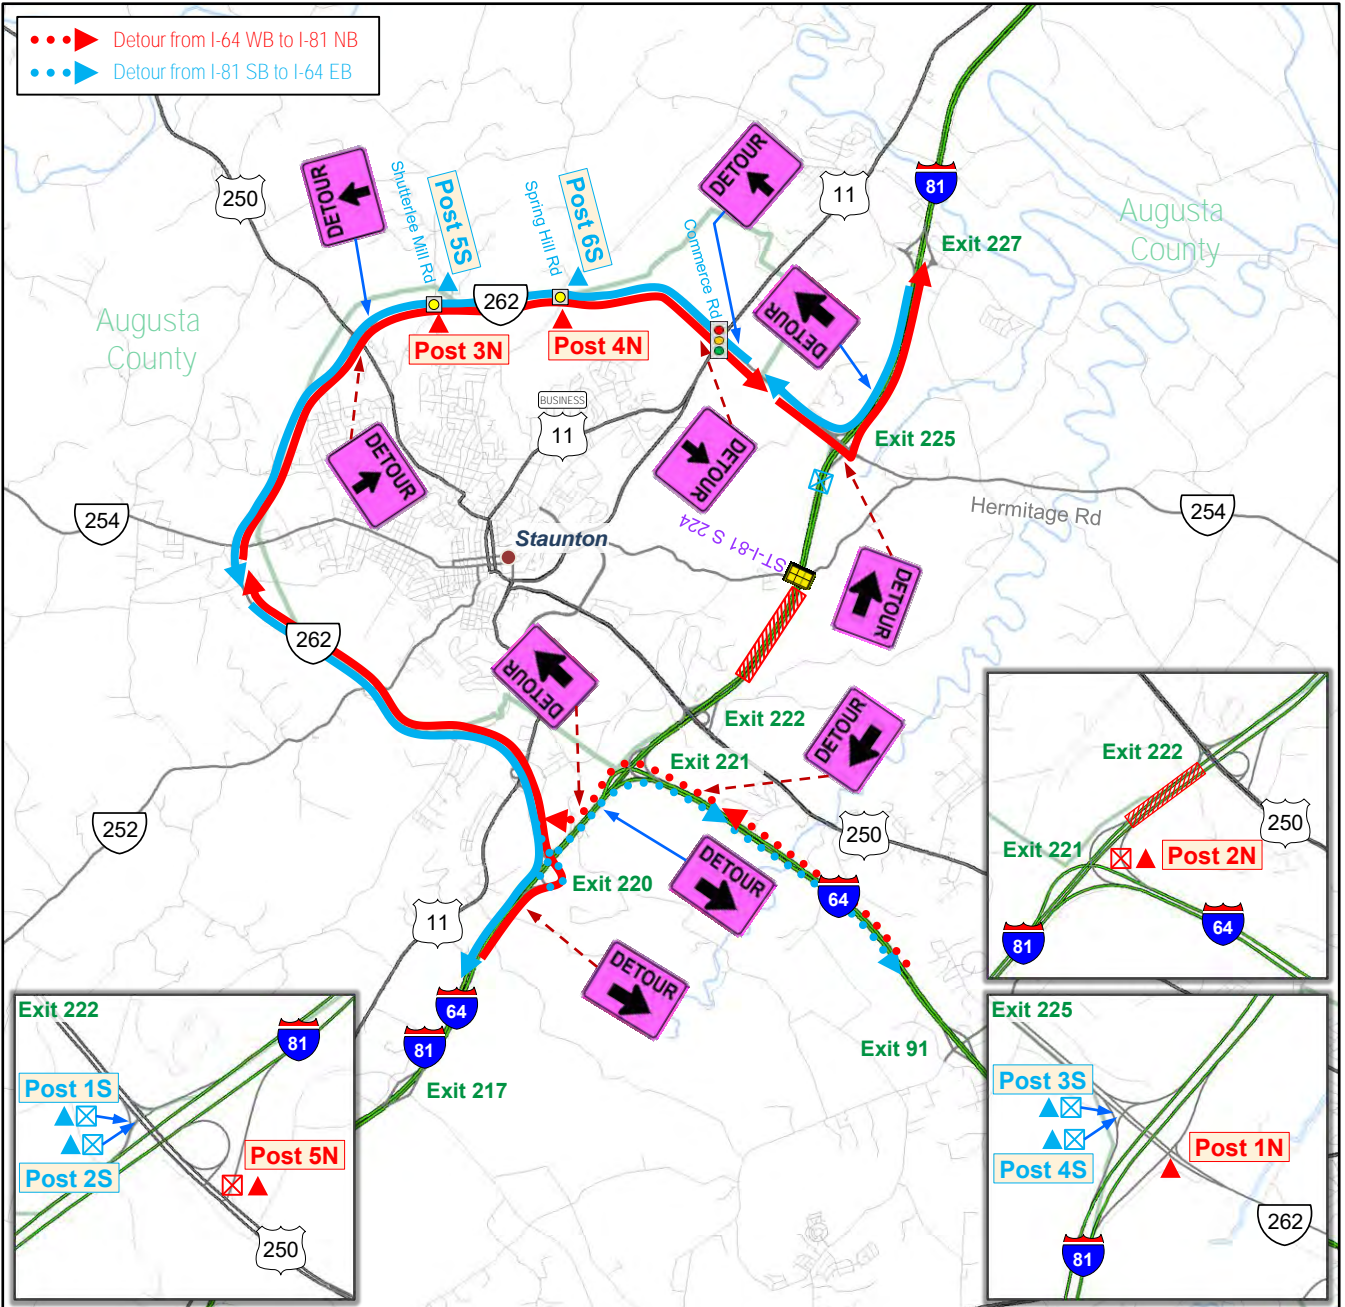 Detour from I-64 WB to I-81 NB
Detour from I-81 SB to I-64 EB
250
DETOUR
Shutterlee Mill Rd
Post 5S
Spring Hill Rd
Post 6S
DETOUR
Commerce Rd
11
81
Augusta
County
Exit 227
Augusta
County
262
Post 3N
Post 4N
DETOUR
BUSINESS
11
DETOUR
DETOUR
Exit 225
254
Hermitage Rd
254
ST-I-81 S 224
Staunton
DETOUR
262
DETOUR
Exit 222
DETOUR
Exit 221
252
250
DETOUR
Exit 220
64
11
DETOUR
64
81
Exit 217
Exit 91
Exit 222
Exit 221
250
Post 2N
64
81
Exit 222
81
Post 1S
Post 2S
Post 5N
250
Exit 225
Post 3S
Post 4S
Post 1N
262
81